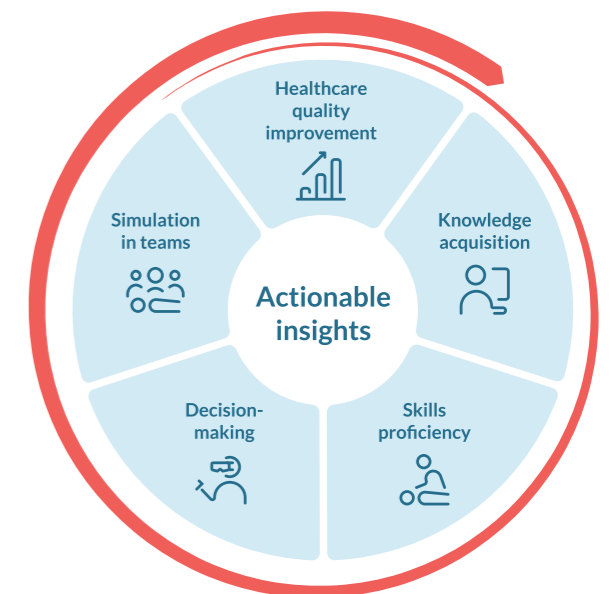 Healthcare
quality
improvement
Knowledge
acquisition
Skills
proficiency
Decision-
making
Simulation
in teams
Actionable
insights